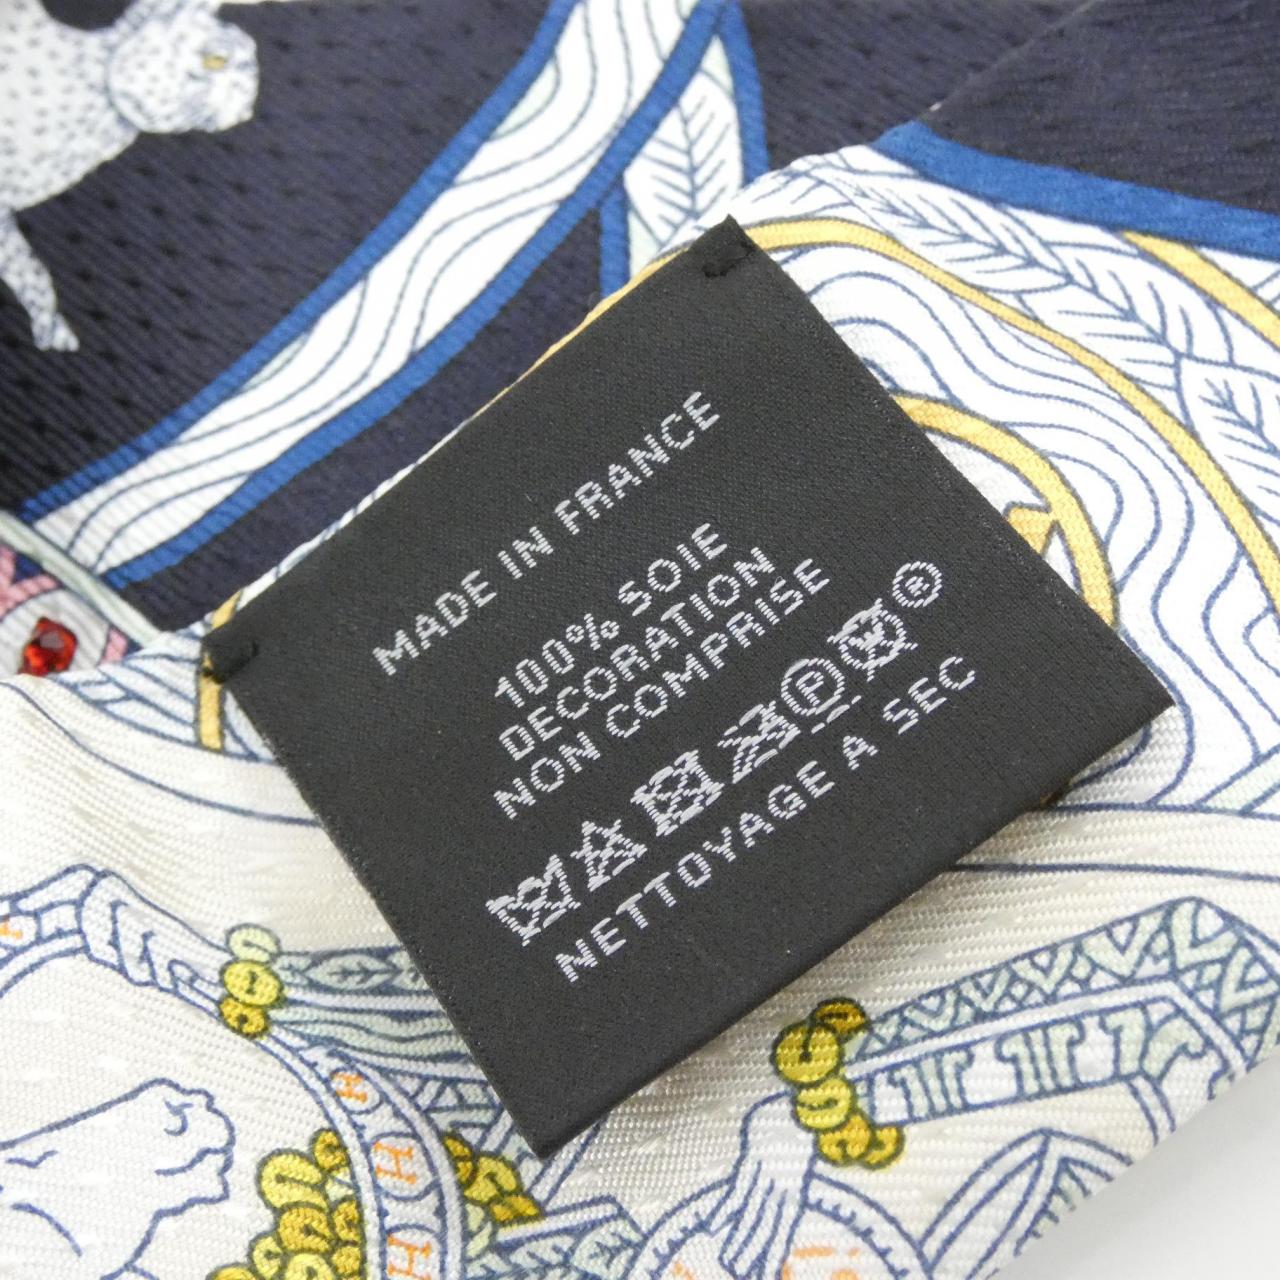 MADE IN FRANCE
100% SOIE
DECORATION
NON COMPRISE
P W ®
NETTOYAGE A SEC
H
H
H